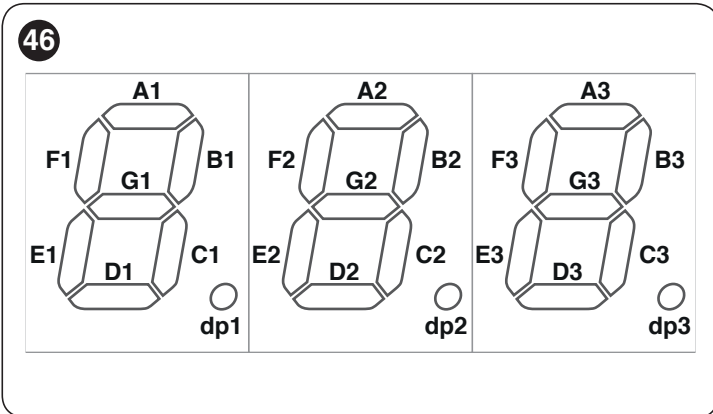 46
A1 A2 A3
F1 B1 F2 B2 F3 B3
G1 G2 G3
E1 C1 E2 C2 E3 C3
D1 D2 D3
dp1 dp2 dp3